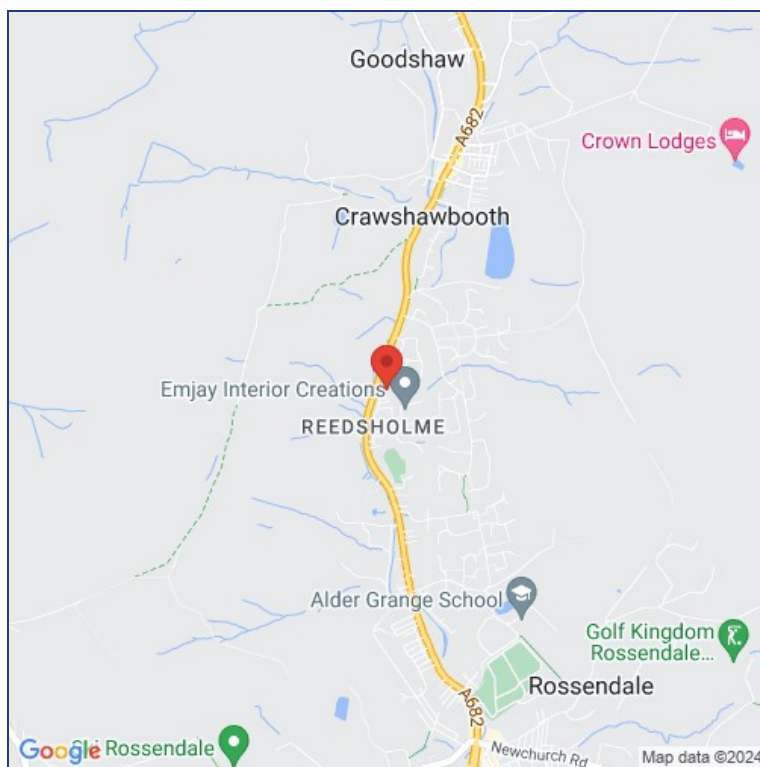 Goodshaw
A682
Crown Lodges
Crawshawbooth
Emjay Interior Creations
REEDSHOLME
Alder Grange School
Golf Kingdom
Rossendale...
Rossendale
A682
Rossendale
Google
Newchurch Rd
Map data ©2024